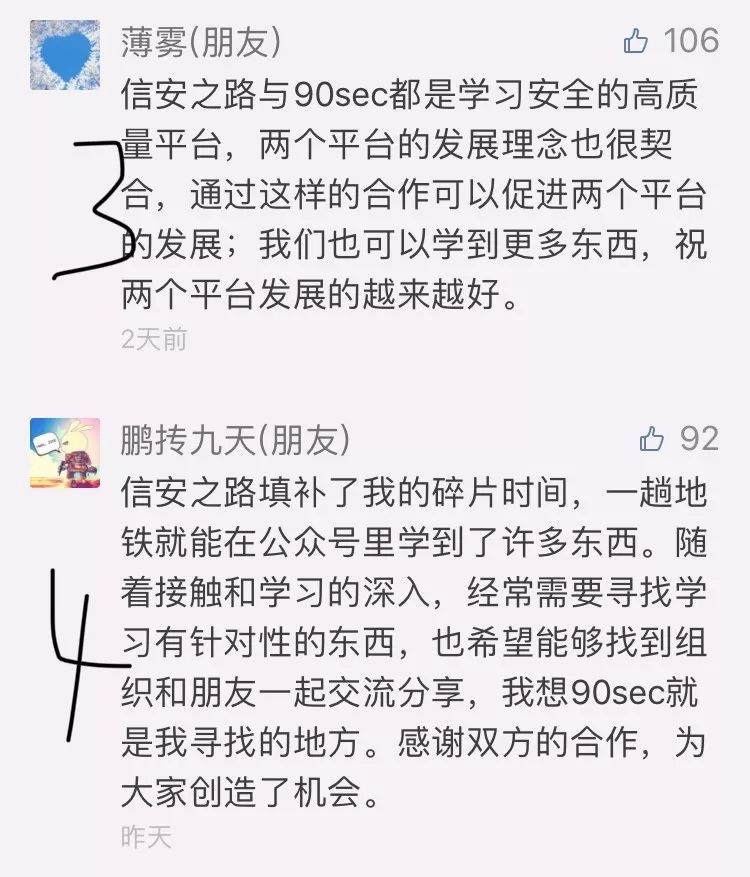 薄雾(朋友) 106
信安之路与90sec都是学习安全的高质
量平台，两个平台的发展理念也很契
合，通过这样的合作可以促进两个平台
的发展；我们也可以学到更多东西，祝
两个平台发展的越来越好。
2天前
3
鹏抟九天(朋友) 92
信安之路填补了我的碎片时间，一趟地
铁就能在公众号里学到了许多东西。随
着接触和学习的深入，经常需要寻找学
习有针对性的东西，也希望能够找到组
织和朋友一起交流分享，我想90sec就
是我寻找的地方。感谢双方的合作，为
大家创造了机会。
昨天
4